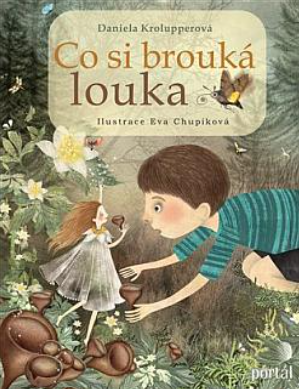 Daniela Krolupperová
Co si brouká
louka
Ilustrace Eva Chupíková
portál